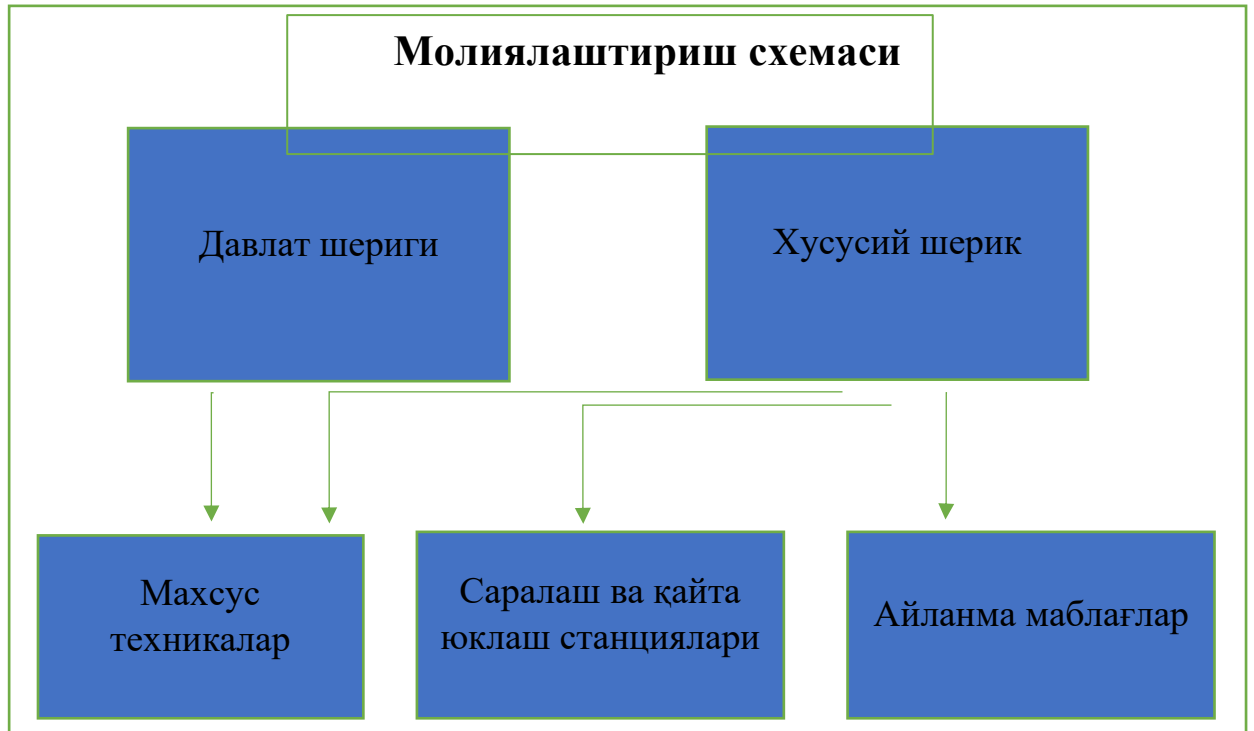 Молиялаштириш схемаси
Давлат шериги
Хусусий шерик
Махсус
техникалар
Саралаш ва қайта
юклаш станциялари
Айланма маблағлар